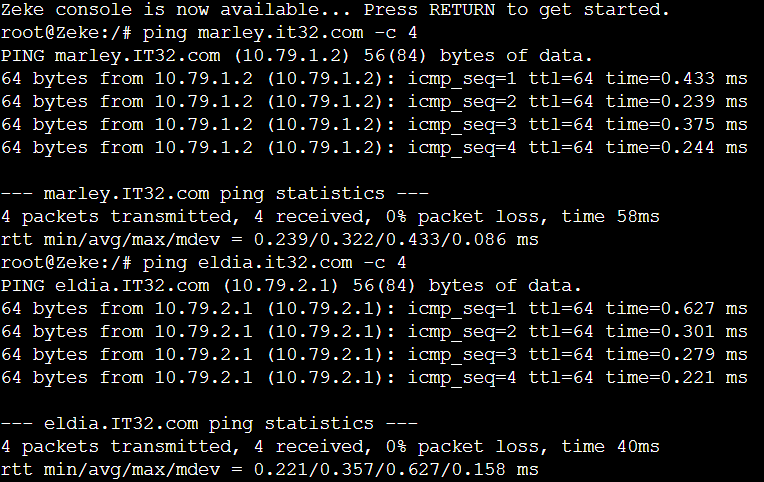 Zeke console is now available... Press RETURN to get started.
root@Zeke:/# ping marley.it32.com -c 4
PING marley.IT32.com (10.79.1.2) 56(84) bytes of data.
64 bytes from 10.79.1.2 (10.79.1.2): icmp_seq=1 ttl=64 time=0.433 ms
64 bytes from 10.79.1.2 (10.79.1.2): icmp_seq=2 ttl=64 time=0.239 ms
64 bytes from 10.79.1.2 (10.79.1.2): icmp_seq=3 ttl=64 time=0.375 ms
64 bytes from 10.79.1.2 (10.79.1.2): icmp_seq=4 ttl=64 time=0.244 ms
--- marley.IT32.com ping statistics ---
4 packets transmitted, 4 received, 0% packet loss, time 58ms
rtt min/avg/max/mdev = 0.239/0.322/0.433/0.086 ms
root@Zeke:/# ping eldia.it32.com -c 4
PING eldia.IT32.com (10.79.2.1) 56(84) bytes of data.
64 bytes from 10.79.2.1 (10.79.2.1): icmp_seq=1 ttl=64 time=0.627 ms
64 bytes from 10.79.2.1 (10.79.2.1): icmp_seq=2 ttl=64 time=0.301 ms
64 bytes from 10.79.2.1 (10.79.2.1): icmp_seq=3 ttl=64 time=0.279 ms
64 bytes from 10.79.2.1 (10.79.2.1): icmp_seq=4 ttl=64 time=0.221 ms
--- eldia.IT32.com ping statistics ---
4 packets transmitted, 4 received, 0% packet loss, time 40ms
rtt min/avg/max/mdev = 0.221/0.357/0.627/0.158 ms